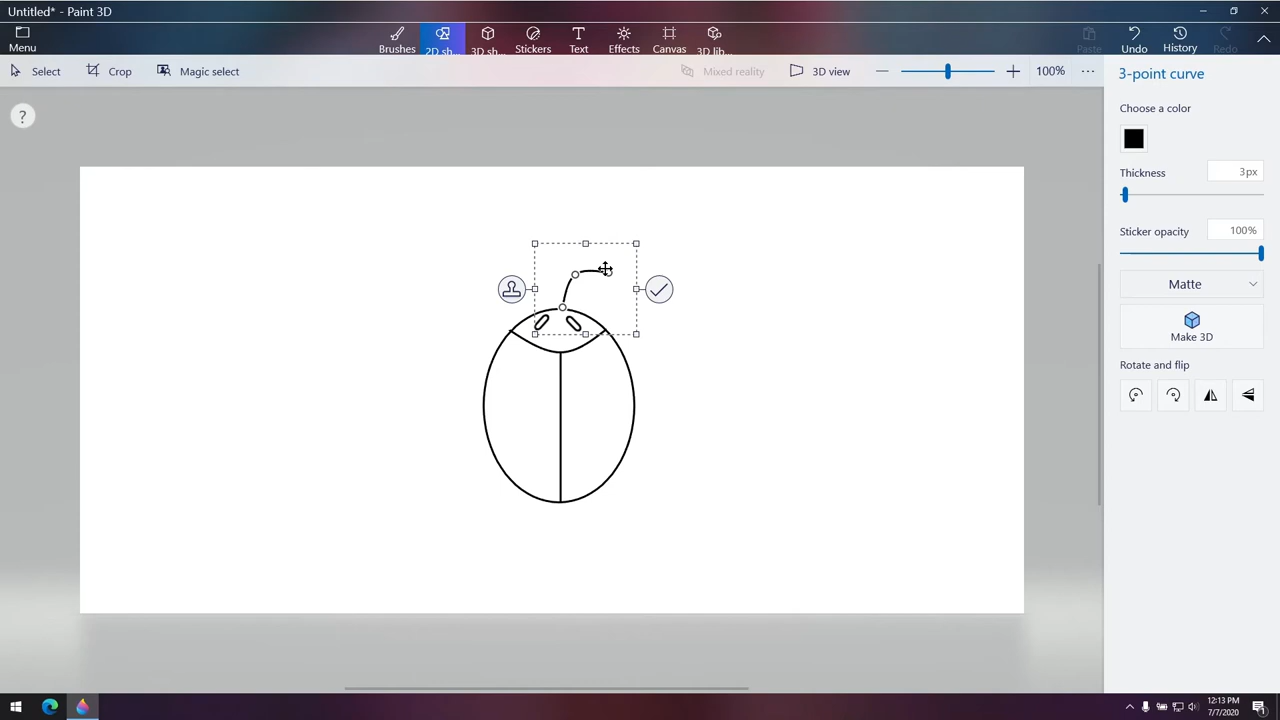 Untitled* - Paint 3D
Menu
Brushes
2D sh...
3D sh...
Stickers
Text
Effects
Canvas
3D lib...
Paste
Undo
History
Redo
Select
Crop
Magic select
Mixed reality
3D view
100%
?
3-point curve
Choose a color
Thickness
3px
Sticker opacity
100%
Matte
Make 3D
Rotate and flip
12:13 PM
7/7/2020
1